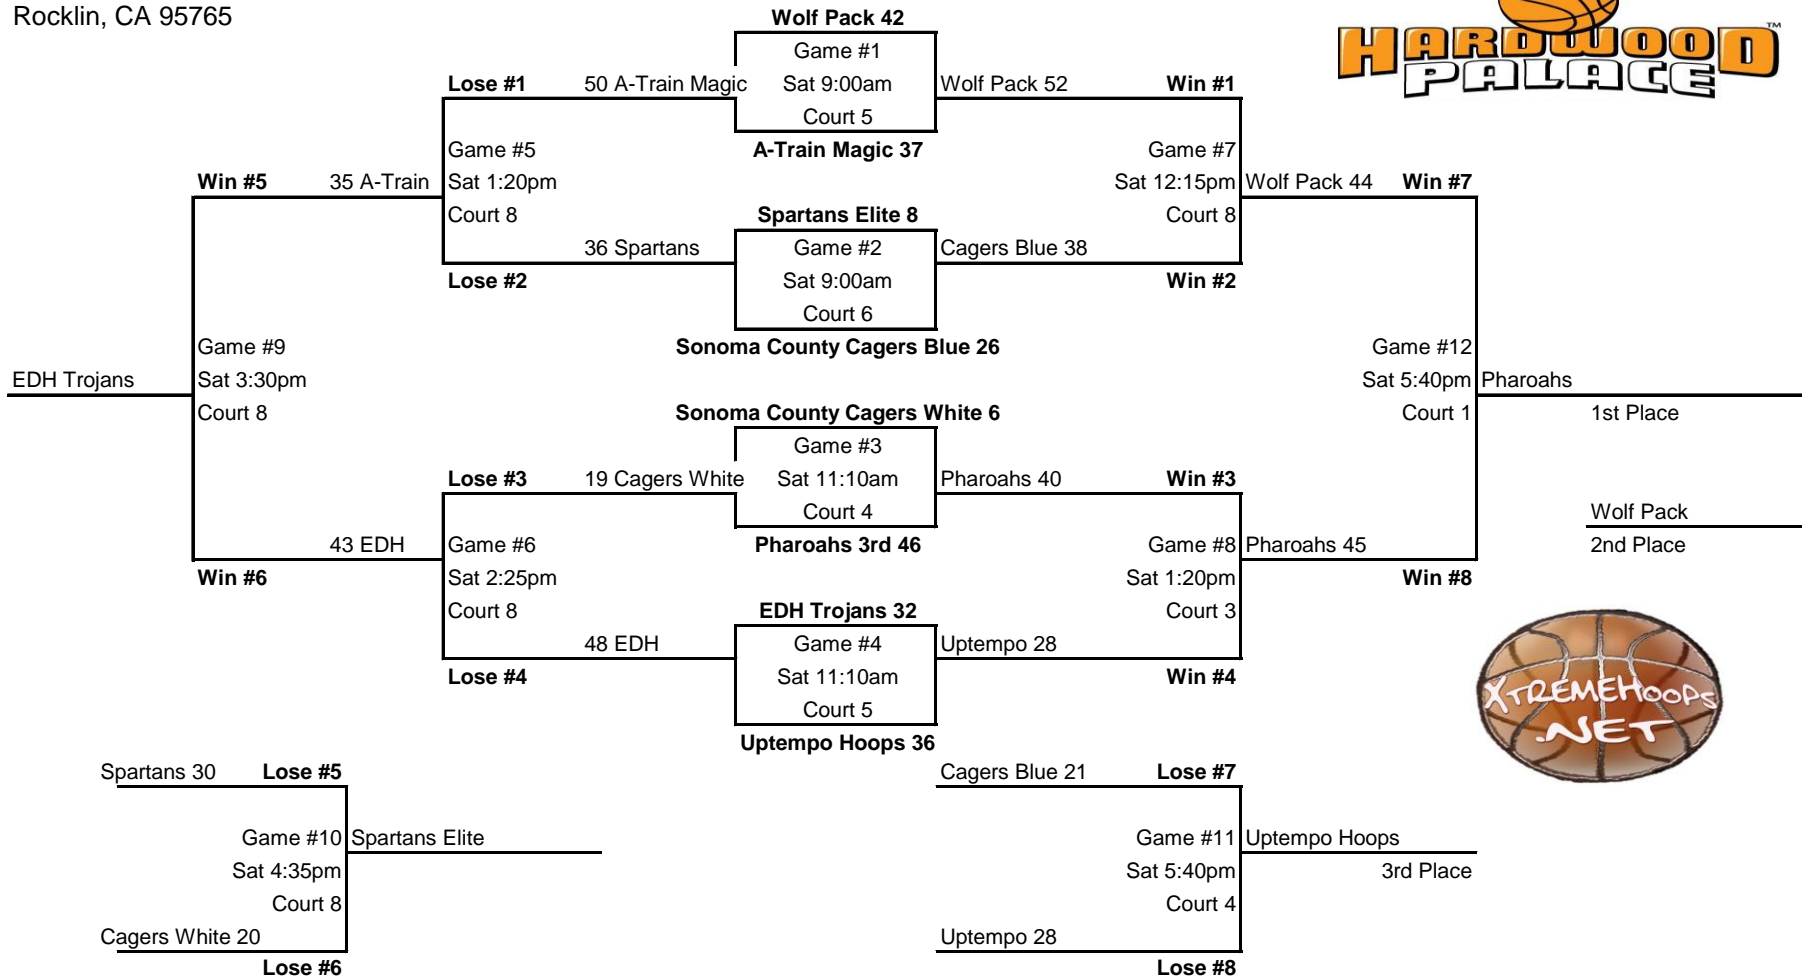 Rocklin, CA 95765
Wolf Pack 42
HARDWOOD
PALACE
TM
Game #1
Lose #1 50 A-Train Magic Sat 9:00am Wolf Pack 52 Win #1
Court 5
Game #5 A-Train Magic 37 Game #7
Win #5 35 A-Train Sat 1:20pm Sat 12:15pm Wolf Pack 44 Win #7
Court 8 Spartans Elite 8 Court 8
36 Spartans Game #2 Cagers Blue 38
Lose #2 Sat 9:00am Win #2
Court 6
Game #9 Sonoma County Cagers Blue 26 Game #12
EDH Trojans Sat 3:30pm Sat 5:40pm Pharoahs
Court 8 Sonoma County Cagers White 6 Court 1 1st Place
Game #3
Lose #3 19 Cagers White Sat 11:10am Pharoahs 40 Win #3
Court 4 Wolf Pack
43 EDH Game #6 Pharoahs 3rd 46 Game #8 Pharoahs 45 2nd Place
Win #6 Sat 2:25pm Sat 1:20pm Win #8
Court 8 EDH Trojans 32 Court 3
48 EDH Game #4 Uptempo 28
Lose #4 Sat 11:10am Win #4
Court 5
XTREMEHOOPS
.NET
Uptempo Hoops 36
Spartans 30 Lose #5 Cagers Blue 21 Lose #7
Game #10 Spartans Elite Game #11 Uptempo Hoops
Sat 4:35pm Sat 5:40pm 3rd Place
Court 8 Court 4
Cagers White 20 Uptempo 28
Lose #6 Lose #8